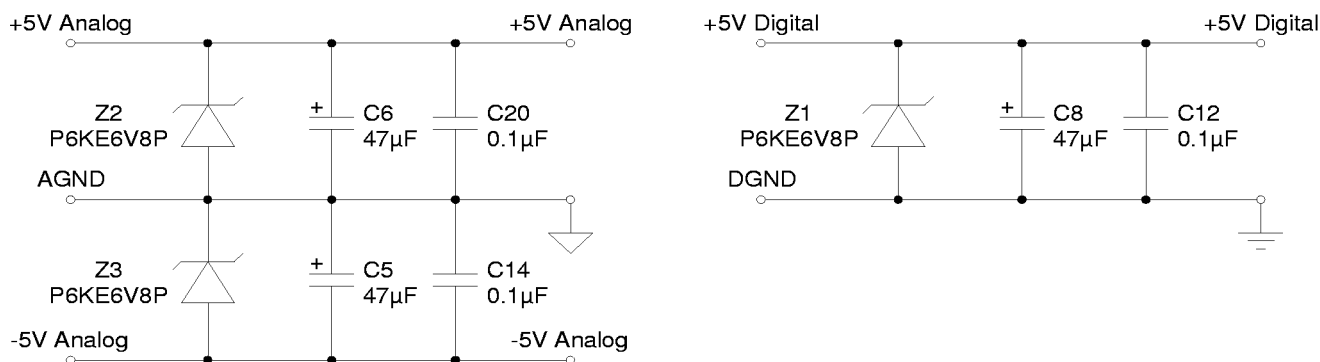 +5V Analog
+5V Analog
Z2
P6KE6V8P
+
C6
47µF
C20
0.1µF
AGND
Z3
P6KE6V8P
+
C5
47µF
C14
0.1µF
-5V Analog
-5V Analog
+5V Digital
+5V Digital
Z1
P6KE6V8P
+
C8
47µF
C12
0.1µF
DGND